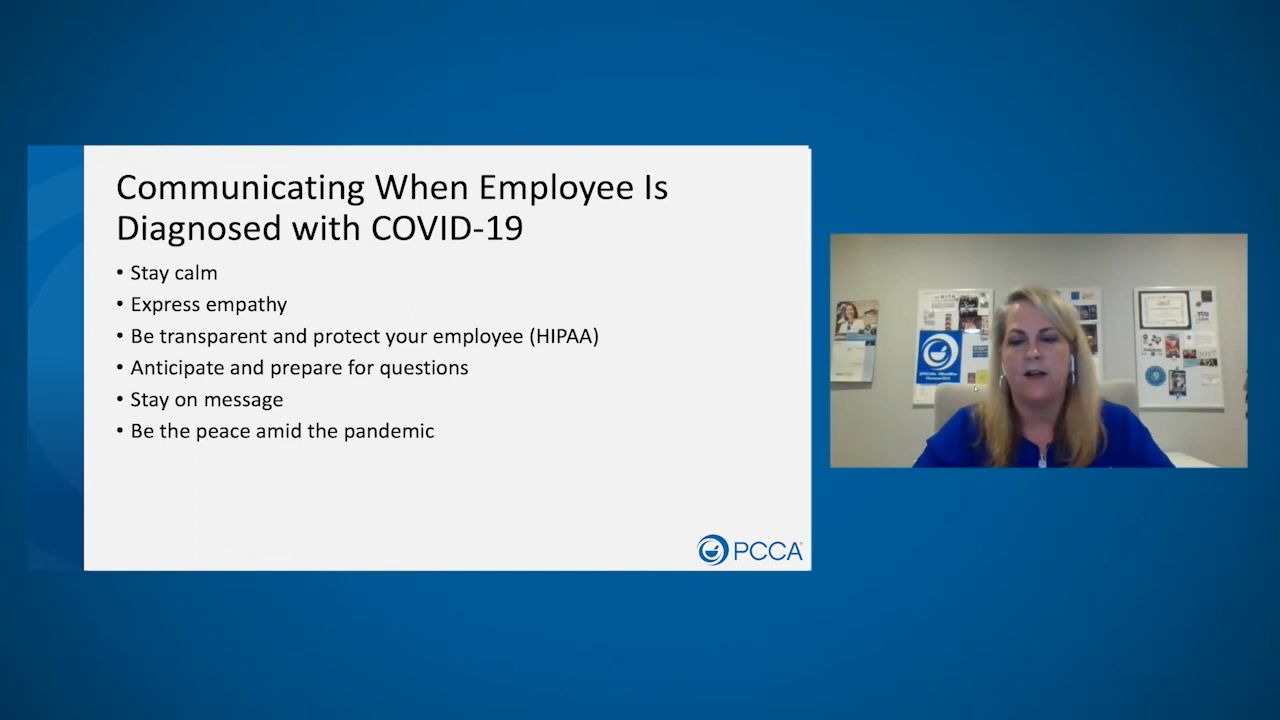 Communicating When Employee Is
Diagnosed with COVID-19
• Stay calm
• Express empathy
• Be transparent and protect your employee (HIPAA)
• Anticipate and prepare for questions
• Stay on message
• Be the peace amid the pandemic
PCCA